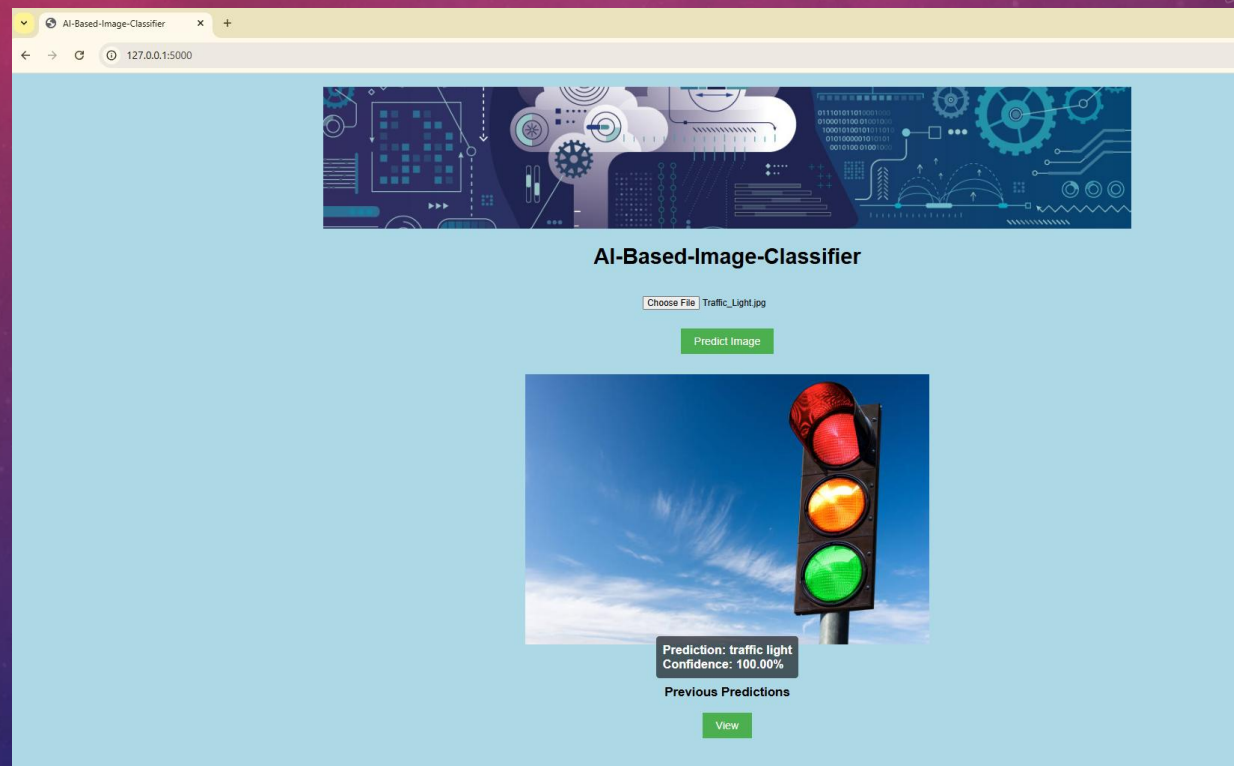 AI-Based-Image-Classifier
127.0.0.1:5000
011101011010001000
AI-Based-Image-Classifier
Choose File Traffic_Light.jpg
Predict Image
Prediction: traffic light
Confidence: 100.00%
Previous Predictions
View